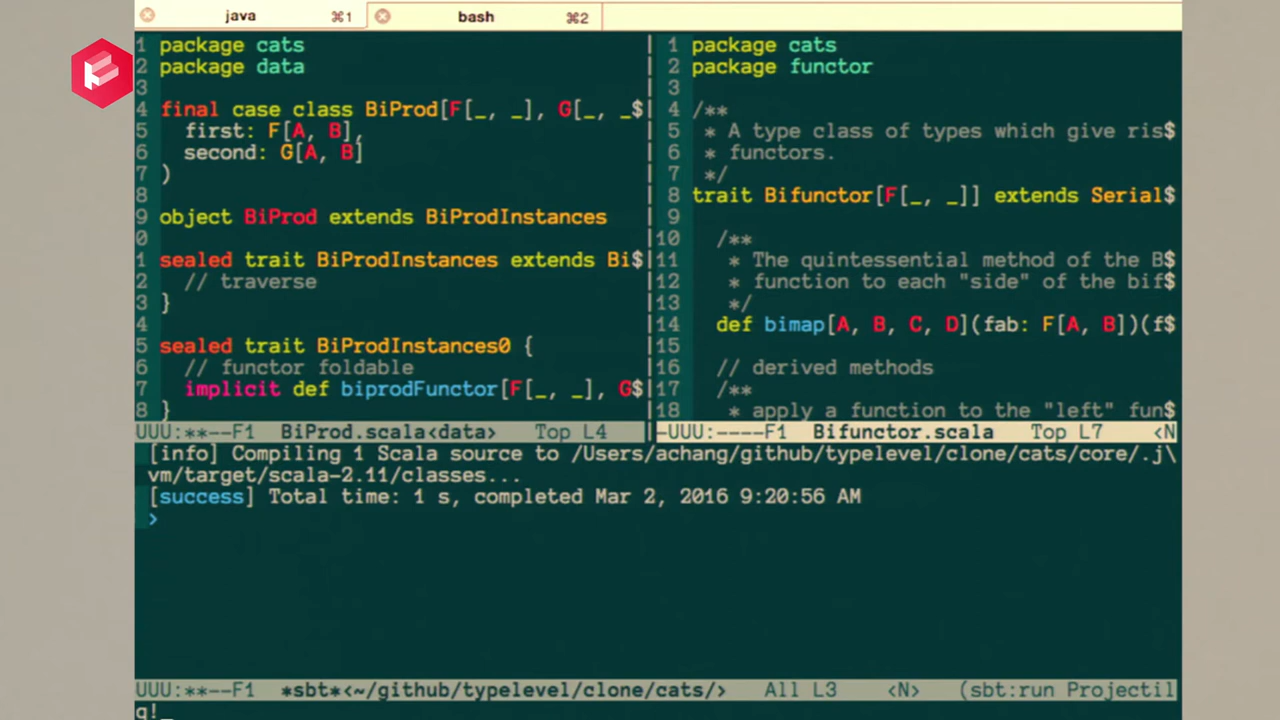 java ⌘1 bash ⌘2
1 package cats
2 package data
3
4 final case class BiProd[F[_, _], G[_, _$
5   first: F[A, B],
6   second: G[A, B]
7 )
8
9 object BiProd extends BiProdInstances
0
1 sealed trait BiProdInstances extends Bi$
2   // traverse
3 }
4
5 sealed trait BiProdInstances0 {
6   // functor foldable
7   implicit def biprodFunctor[F[_, _], G$
8 }
UUU:**--F1  BiProd.scala<data>   Top L4
1 package cats
2 package functor
3
4 /**
5  * A type class of types which give ris$
6  * functors.
7  */
8 trait Bifunctor[F[_, _]] extends Serial$
9
10   /**
11    * The quintessential method of the B$
12    * function to each "side" of the bif$
13    */
14   def bimap[A, B, C, D](fab: F[A, B])(f$
15
16   // derived methods
17   /**
18    * apply a function to the "left" fun$
-UUU:----F1  Bifunctor.scala   Top L7    <N
[info] Compiling 1 Scala source to /Users/achang/github/typelevel/clone/cats/core/.j\
vm/target/scala-2.11/classes...
[success] Total time: 1 s, completed Mar 2, 2016 9:20:56 AM
>
UUU:**--F1  *sbt*<~/github/typelevel/clone/cats/>   All L3    <N>   (sbt:run Projectil
q!